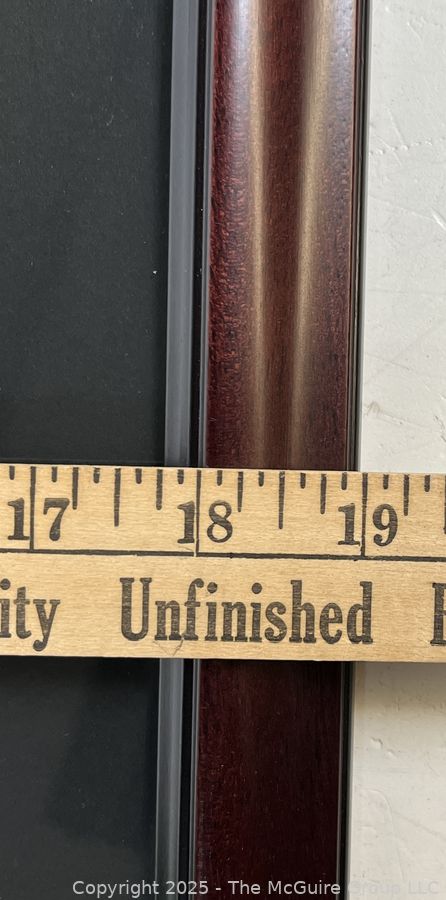 17 18 19
ity Unfinished
Copyright 2025 - The McGuire Group LLC